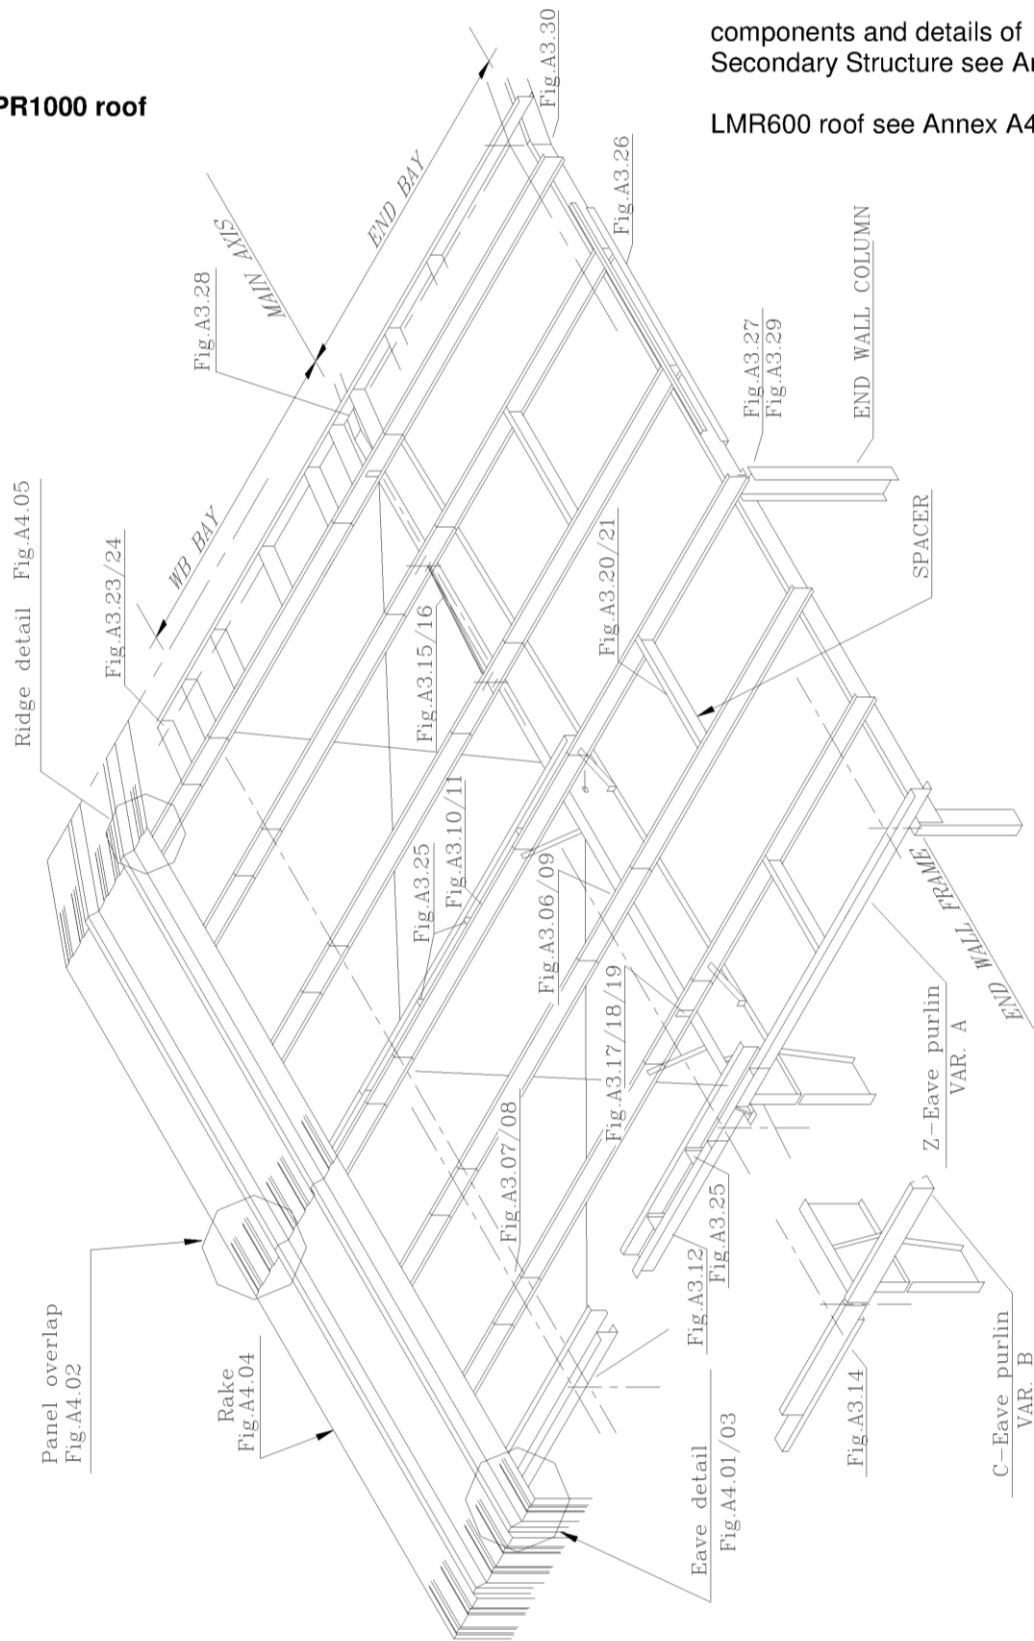 components and details of
Secondary Structure see
PR1000 roof
LMR600 roof see Annex A4
Fig.A3.30
Fig.A3.26
END BAY
MAIN AXIS
Fig.A3.28
END WALL COLUMN
Fig.A3.27
Fig.A3.29
Ridge detail Fig.A4.05
Fig.A3.23/24
WB BAY
SPACER
Fig.A3.20/21
Fig.A3.15/16
Fig.A3.25
Fig.A3.10/11
Fig.A3.06/09
Fig.A3.17/18/19
Fig.A3.07/08
END WALL FRAME
Z-Eave purlin
VAR. A
Fig.A3.12
Fig.A3.25
Panel overlap
Fig.A4.02
Rake
Fig.A4.04
Eave detail
Fig.A4.01/03
Fig.A3.14
C-Eave purlin
VAR. B